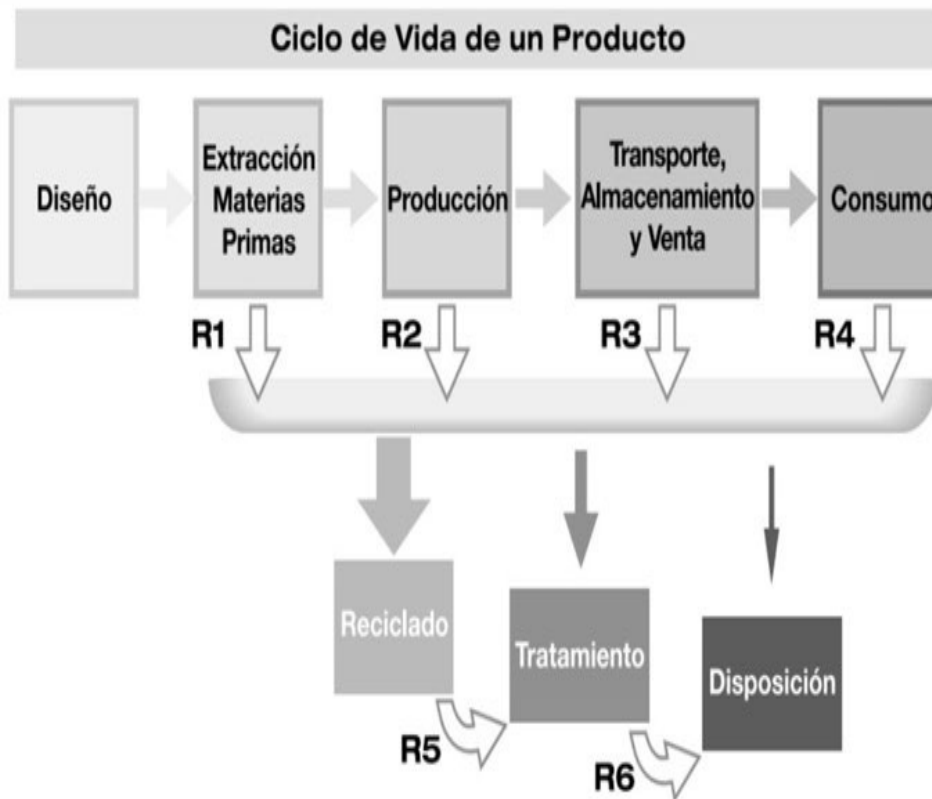 Ciclo de Vida de un Producto
Diseño
Extracción
Materias
Primas
Producción
Transporte,
Almacenamiento
y Venta
Consumo
R1
R2
R3
R4
Reciclado
Tratamiento
Disposición
R5
R6